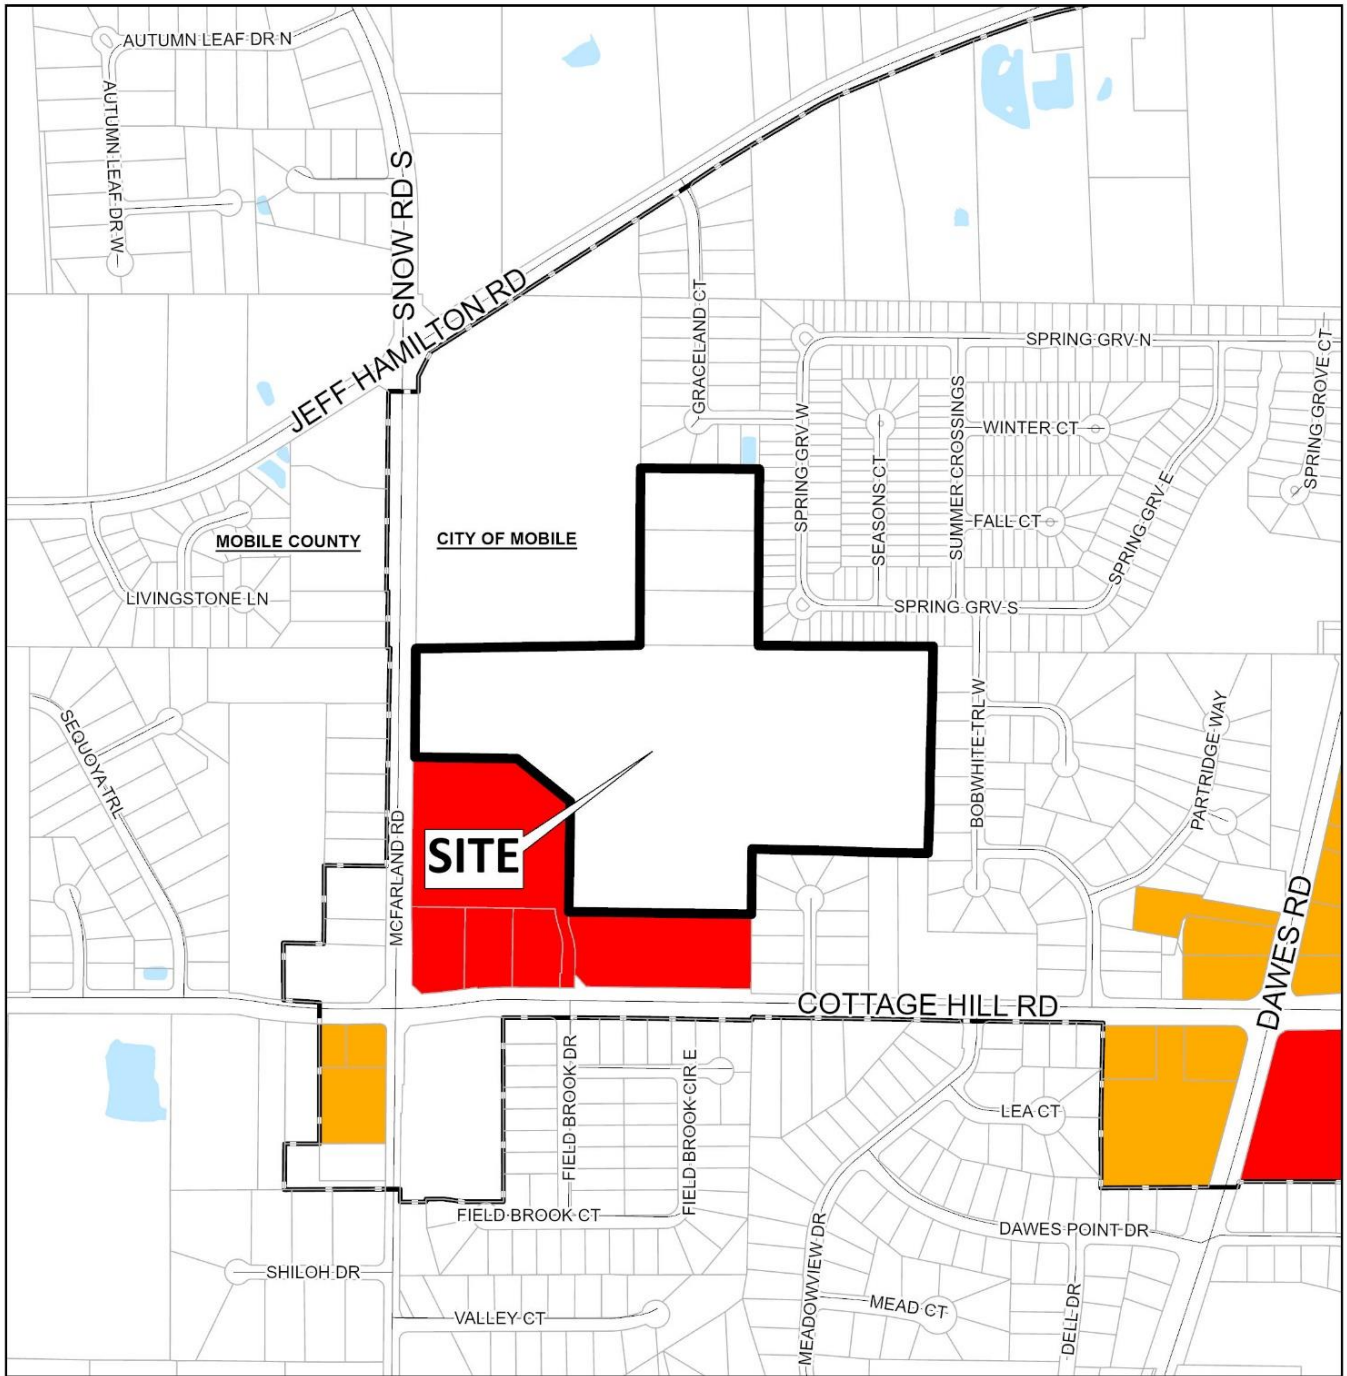 AUTUMN LEAF DR N
AUTUMN LEAF DR W
SNOW RD S
JEFF HAMILTON RD
GRACELAND CT
SPRING GRV N
SPRING GROVE CT
SPRING GRV W
SEASONS CT
SUMMER CROSSINGS
WINTER CT
FALL CT
SPRING GRV E
SPRING GRV S
MOBILE COUNTY
CITY OF MOBILE
LIVINGSTONE LN
SEQUOYA TRL
BOBWHITE TRL W
PARTRIDGE WAY
MCFARLAND RD
SITE
DAWES RD
COTTAGE HILL RD
FIELD BROOK DR
FIELD BROOK CIR E
LEA CT
FIELD BROOK CT
MEADOWVIEW DR
DAWES POINT DR
SHILOH DR
VALLEY CT
MEAD CT
DELL DR